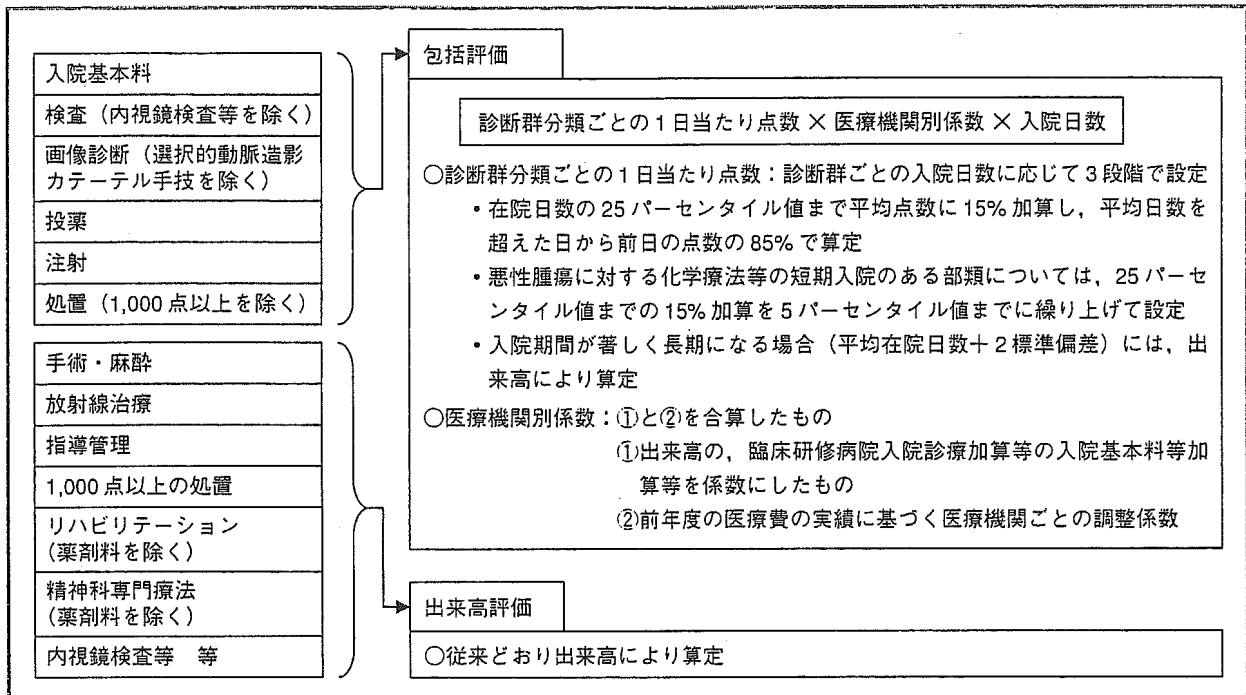 入院基本料
検査（内視鏡検査等を除く）
画像診断（選択的動脈造影
カテーテル手技を除く）
投薬
注射
処置（1,000点以上を除く）
手術・麻酔
放射線治療
指導管理
1,000点以上の処置
リハビリテーション
（薬剤料を除く）
精神科専門療法
（薬剤料を除く）
内視鏡検査等　等
包括評価
診断群分類ごとの1日当たり点数 × 医療機関別係数 × 入院日数
○診断群分類ごとの1日当たり点数：診断群ごとの入院日数に応じて3段階で設定
・在院日数の25パーセンタイル値まで平均点数に15%加算し，平均日数を
超えた日から前日の点数の85%で算定
・悪性腫瘍に対する化学療法等の短期入院のある部類については，25パーセ
ンタイル値までの15%加算を5パーセンタイル値までに繰り上げて設定
・入院期間が著しく長期になる場合（平均在院日数＋2標準偏差）には，出
来高により算定
○医療機関別係数：①と②を合算したもの
①出来高の，臨床研修病院入院診療加算等の入院基本料等加
算等を係数にしたもの
②前年度の医療費の実績に基づく医療機関ごとの調整係数
出来高評価
○従来どおり出来高により算定